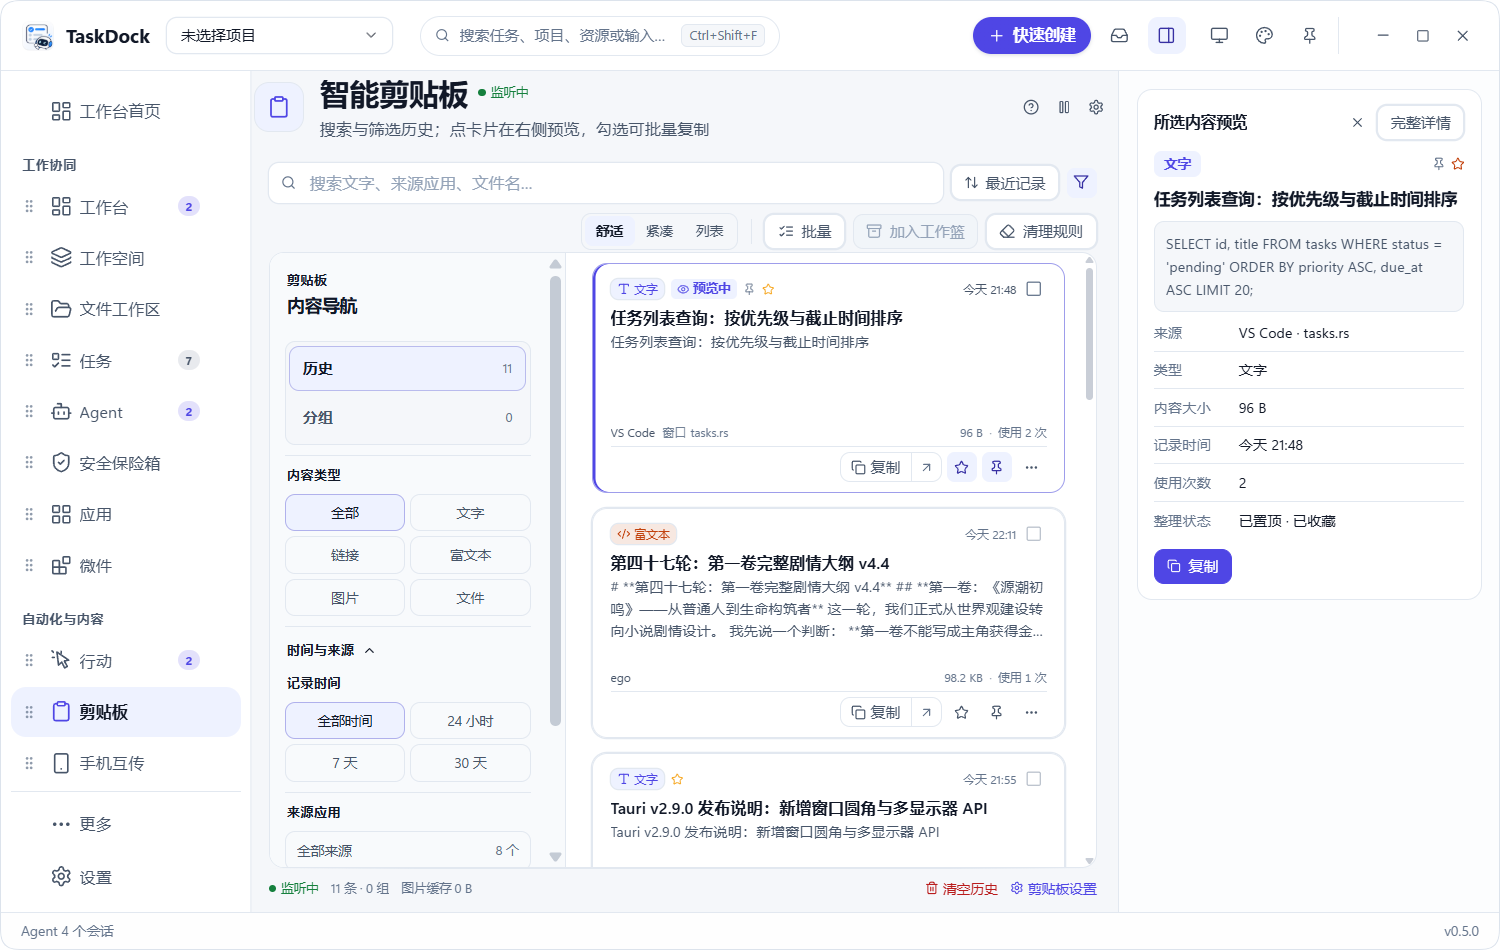 TaskDock
未选择项目
搜索任务、项目、资源或输入...
Ctrl+Shift+F
快速创建
工作台首页
工作协同
工作台
2
工作空间
文件工作区
任务
7
Agent
2
安全保险箱
应用
微件
自动化与内容
行动
2
剪贴板
手机互传
更多
设置
智能剪贴板
监听中
搜索与筛选历史；点卡片在右侧预览，勾选可批量复制
搜索文字、来源应用、文件名...
最近记录
舒适
紧凑
列表
批量
加入工作篮
清理规则
剪贴板
内容导航
历史
11
分组
0
内容类型
全部
文字
链接
富文本
图片
文件
时间与来源
记录时间
全部时间
24 小时
7 天
30 天
来源应用
全部来源
8 个
文字
预览中
今天 21:48
任务列表查询：按优先级与截止时间排序
任务列表查询：按优先级与截止时间排序
VS Code 窗口 tasks.rs
96 B · 使用 2 次
复制
富文本
今天 22:11
第四十七轮：第一卷完整剧情大纲 v4.4
# **第四十七轮：第一卷完整剧情大纲 v4.4** ## **第一卷：《源潮初
鸣》——从普通人到生命构筑者** 这一轮，我们正式从世界观建设转
向小说剧情设计。 我先说一个判断： **第一卷不能写成主角获得金...
ego
98.2 KB · 使用 1 次
复制
文字
今天 21:55
Tauri v2.9.0 发布说明：新增窗口圆角与多显示器 API
Tauri v2.9.0 发布说明：新增窗口圆角与多显示器 API
监听中
11 条 · 0 组
图片缓存 0 B
清空历史
剪贴板设置
所选内容预览
完整详情
文字
任务列表查询：按优先级与截止时间排序
SELECT id, title FROM tasks WHERE status =
'pending' ORDER BY priority ASC, due_at
ASC LIMIT 20;
来源
VS Code · tasks.rs
类型
文字
内容大小
96 B
记录时间
今天 21:48
使用次数
2
整理状态
已置顶 · 已收藏
复制
Agent 4 个会话
v0.5.0